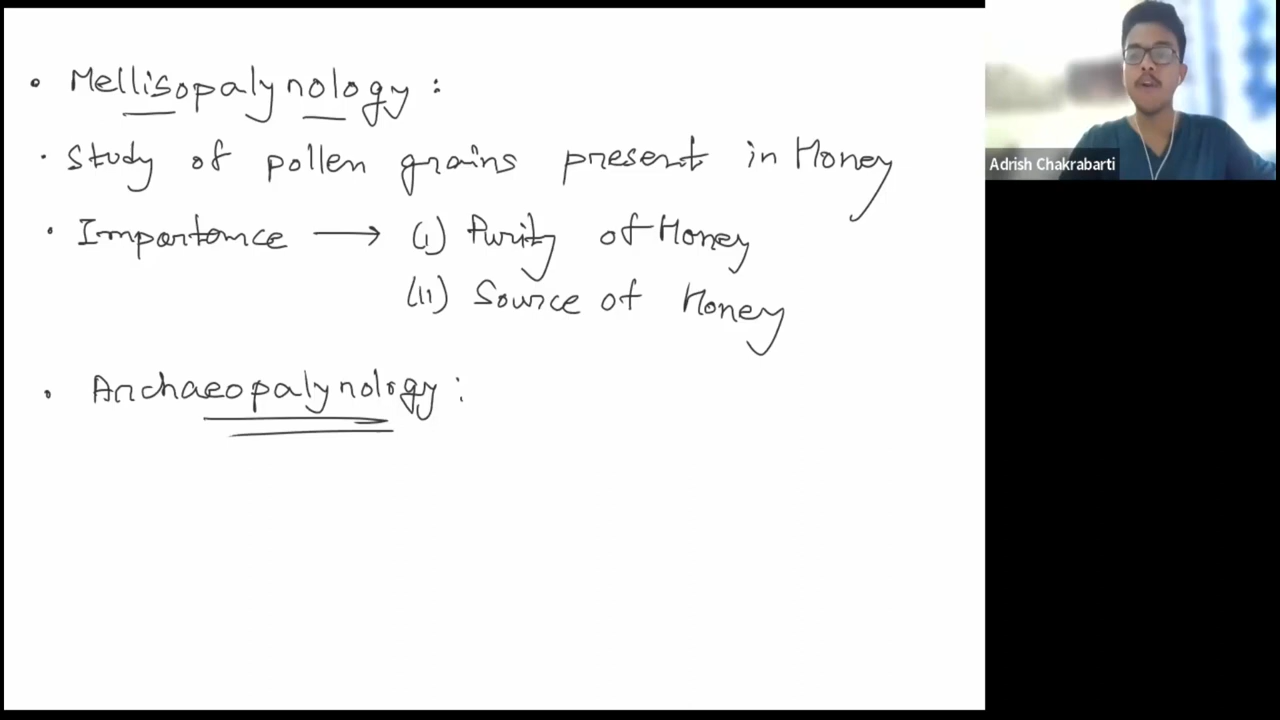 • Mellisopalynology :
• Study of pollen grains present in Honey
• Importance → (i) Purity of Honey
(ii) Source of Honey
• Archaeopalynology :
Adrish Chakrabarti